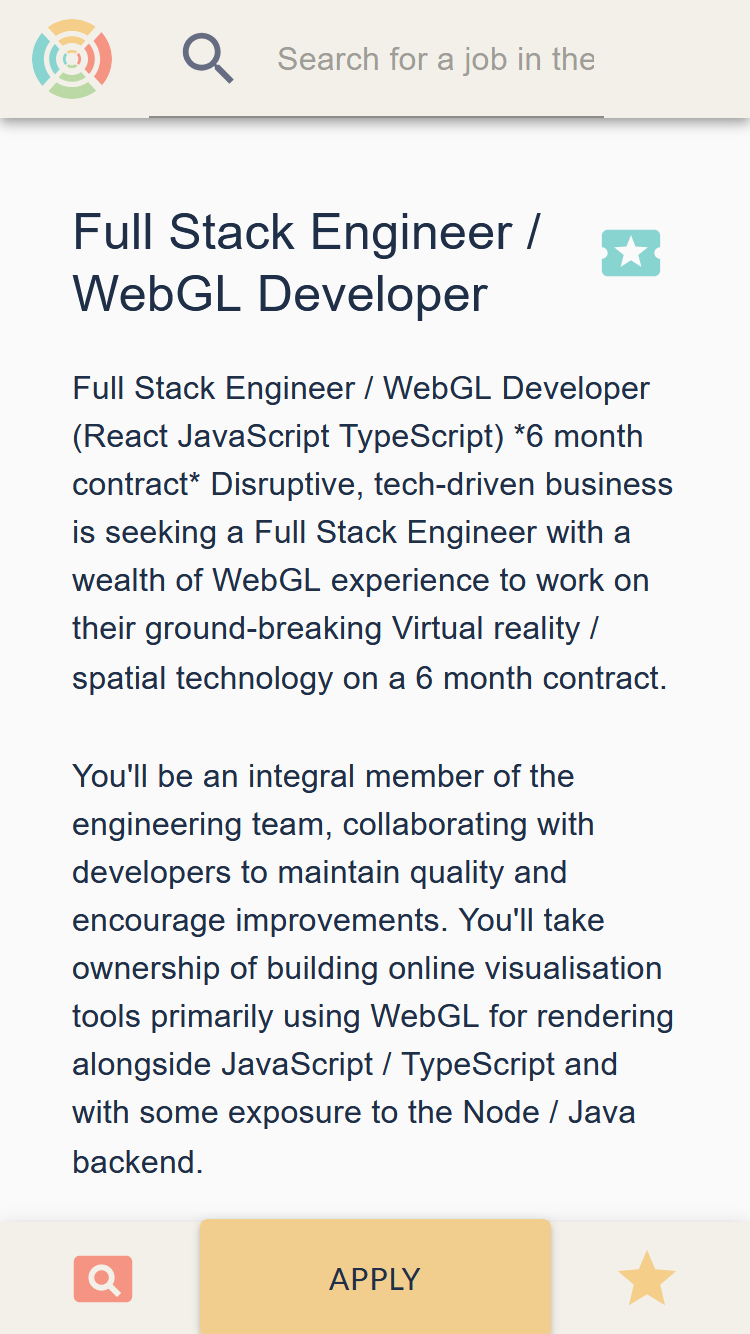 Search for a job in the
Full Stack Engineer /
WebGL Developer
Full Stack Engineer / WebGL Developer
(React JavaScript TypeScript) *6 month
contract* Disruptive, tech-driven business
is seeking a Full Stack Engineer with a
wealth of WebGL experience to work on
their ground-breaking Virtual reality /
spatial technology on a 6 month contract.
You'll be an integral member of the
engineering team, collaborating with
developers to maintain quality and
encourage improvements. You'll take
ownership of building online visualisation
tools primarily using WebGL for rendering
alongside JavaScript / TypeScript and
with some exposure to the Node / Java
backend.
APPLY